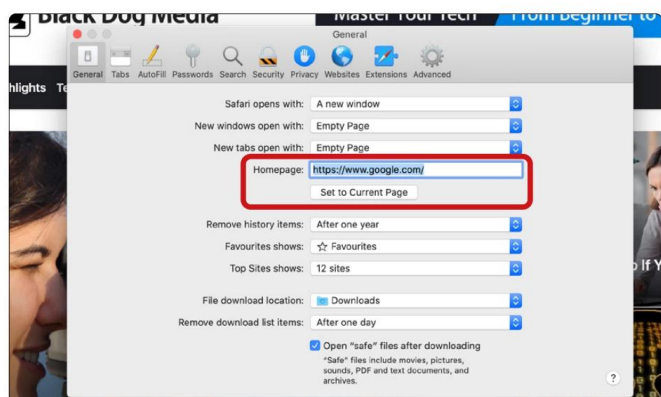 Black Dog Media
Master Your Tech
From Beginner to
General
General Tabs AutoFill Passwords Search Security Privacy Websites Extensions Advanced
hlights Te
Safari opens with: A new window
New windows open with: Empty Page
New tabs open with: Empty Page
Homepage: https://www.google.com/
Set to Current Page
Remove history items: After one year
Favourites shows: ☆ Favourites
Top Sites shows: 12 sites
o If Y
File download location: Downloads
Remove download list items: After one day
Open "safe" files after downloading
"Safe" files include movies, pictures,
sounds, PDF and text documents, and
archives.
?